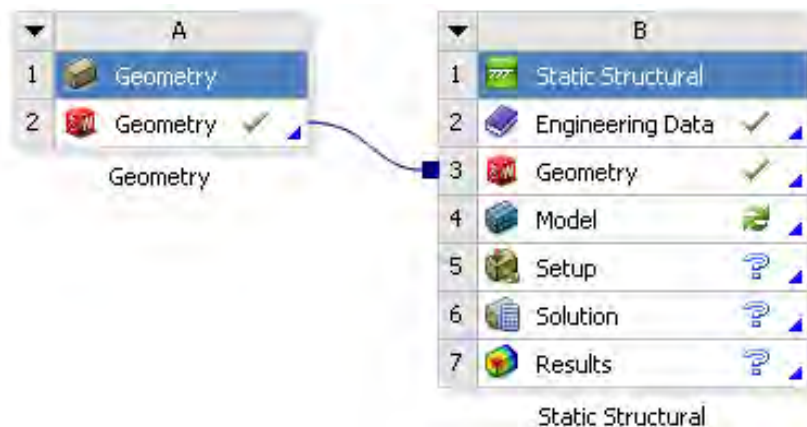 A
1 Geometry
2 Geometry
Geometry
B
1 Static Structural
2 Engineering Data
3 Geometry
4 Model
5 Setup
6 Solution
7 Results
Static Structural